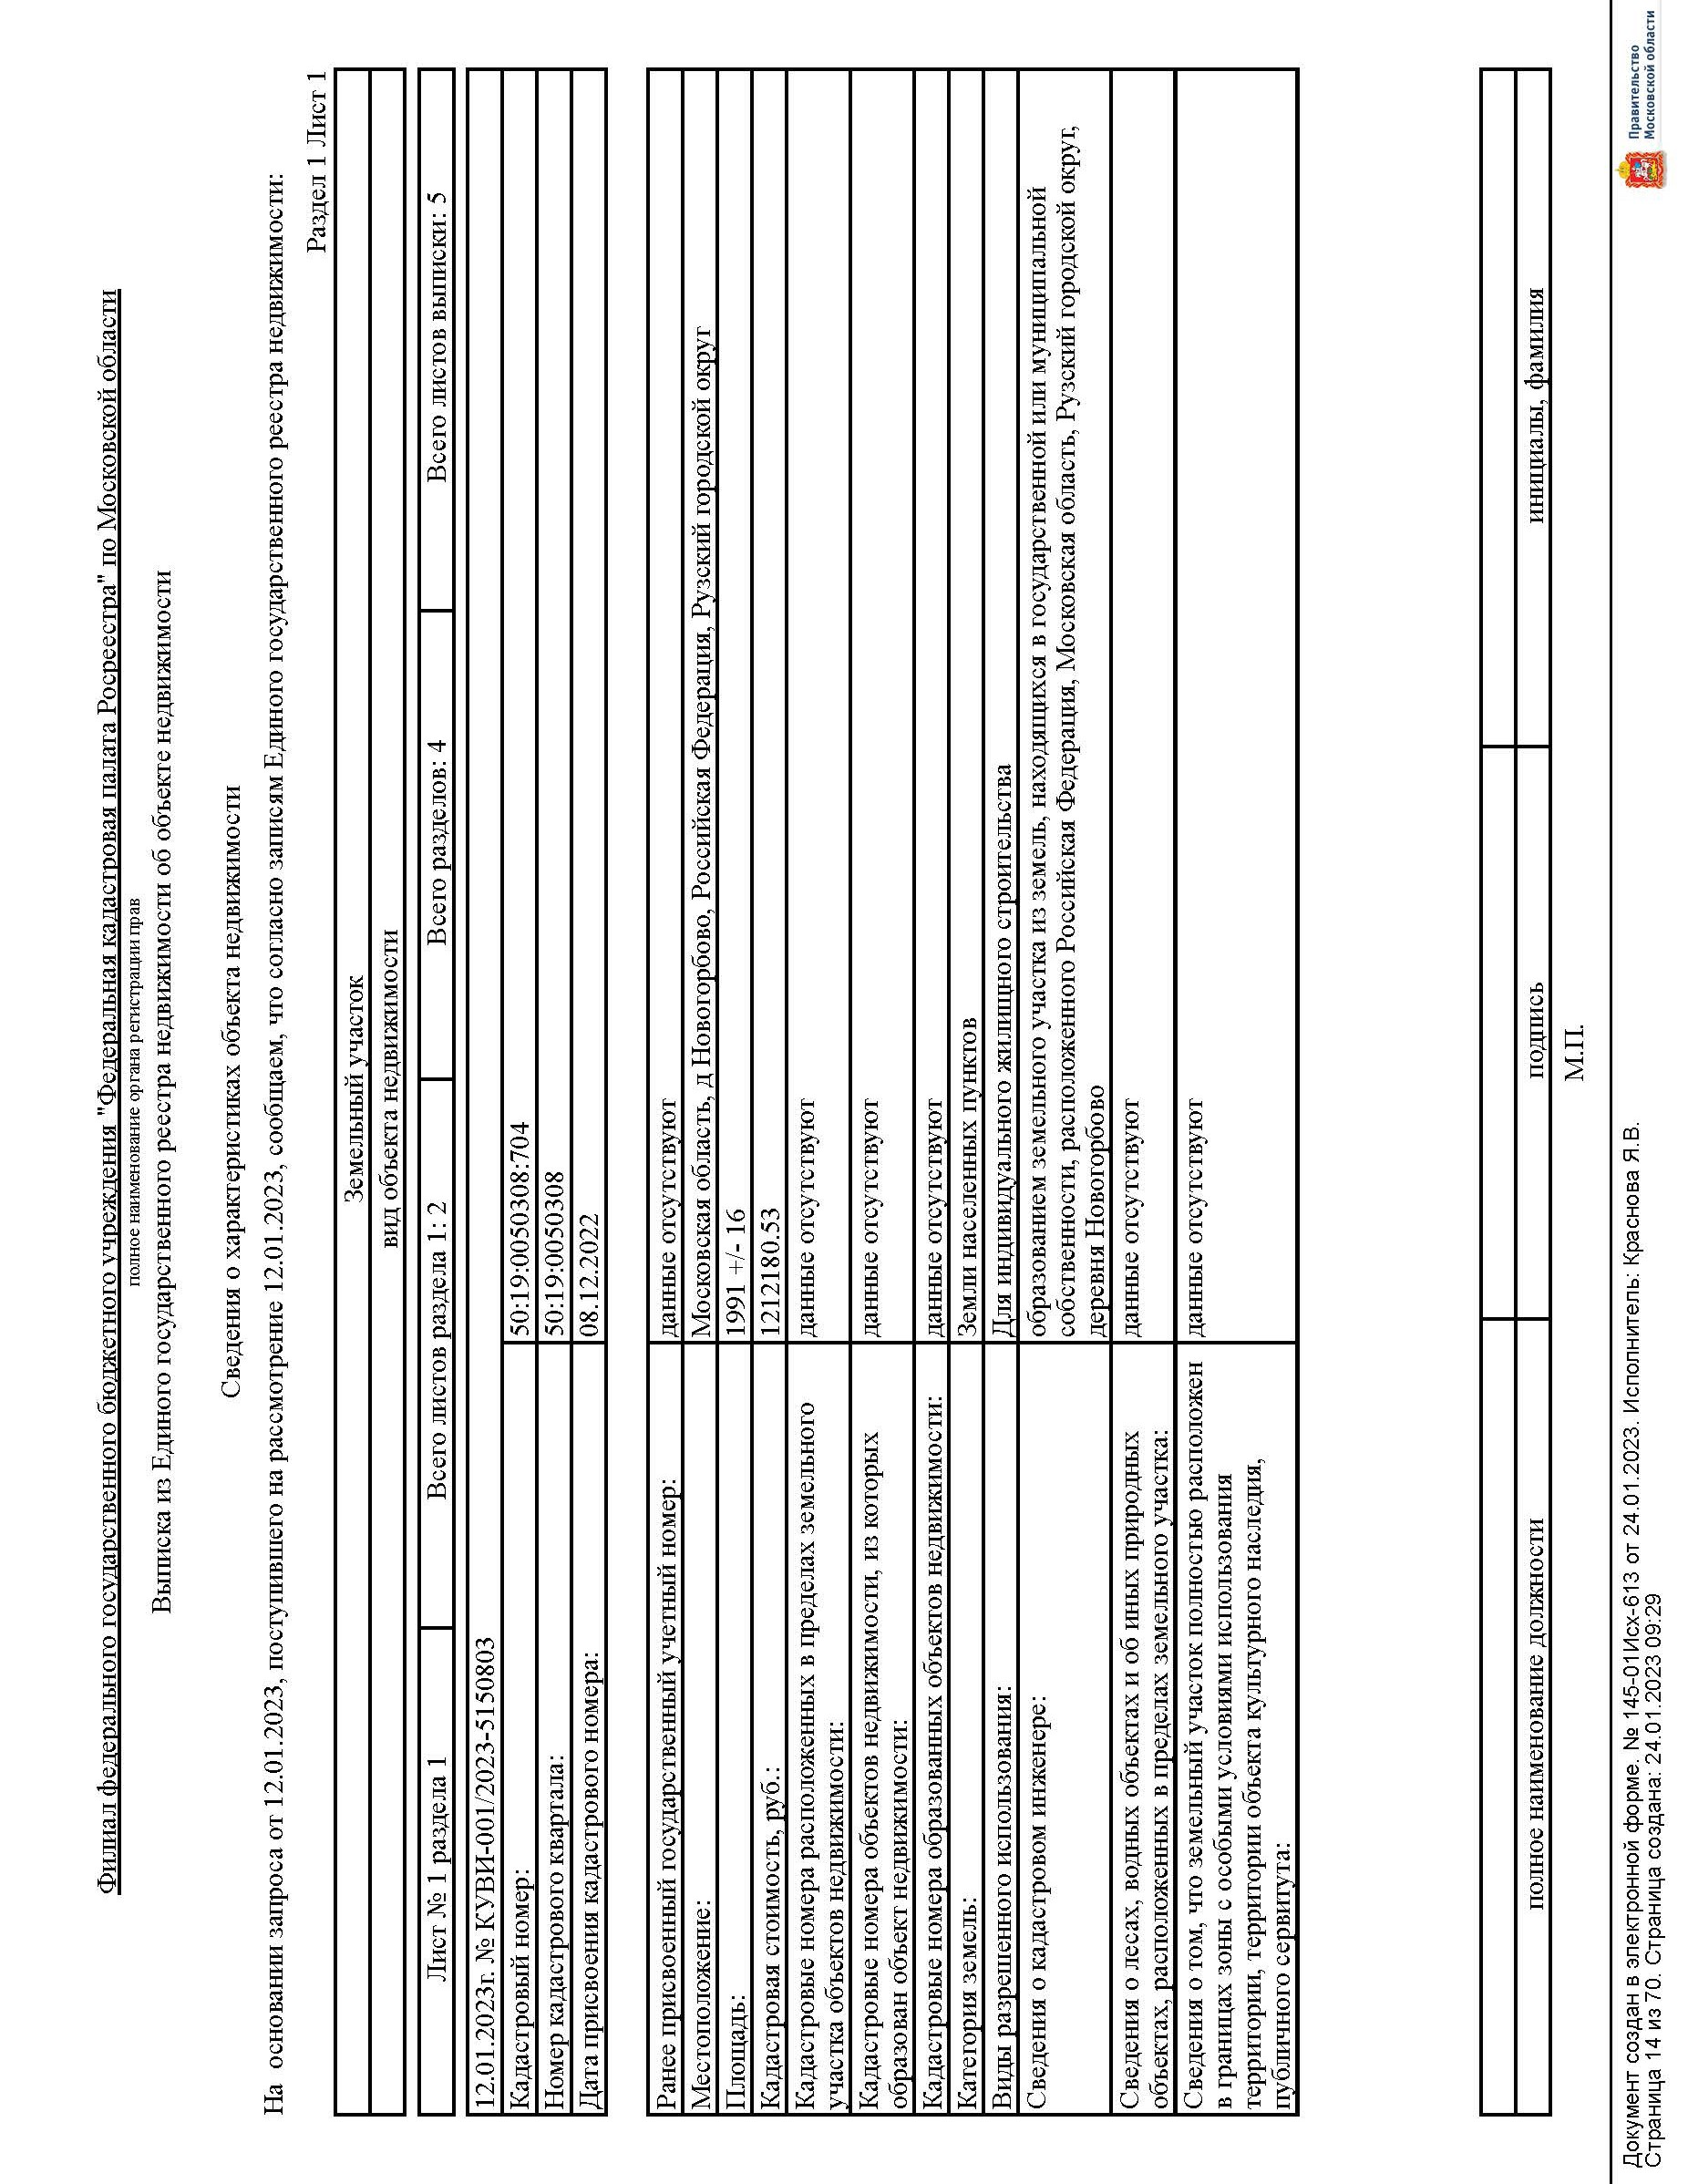 Филиал федерального государственного бюджетного учреждения "Федеральная кадастровая палата Росреестра" по Московской области
полное наименование органа регистрации прав
Выписка из Единого государственного реестра недвижимости об объекте недвижимости
Сведения о характеристиках объекта недвижимости
На основании запроса от 12.01.2023, поступившего на рассмотрение 12.01.2023, сообщаем, что согласно записям Единого государственного реестра недвижимости:
Раздел 1 Лист 1
Земельный участок
вид объекта недвижимости
Лист № 1 раздела 1 Всего листов раздела 1: 2 Всего разделов: 4 Всего листов выписки: 5
12.01.2023г. № КУВИ-001/2023-5150803
Кадастровый номер: 50:19:0050308:704
Номер кадастрового квартала: 50:19:0050308
Дата присвоения кадастрового номера: 08.12.2022
Ранее присвоенный государственный учетный номер: данные отсутствуют
Местоположение: Московская область, д Новогорбово, Российская Федерация, Рузский городской округ
Площадь: 1991 +/- 16
Кадастровая стоимость, руб.: 1212180.53
Кадастровые номера расположенных в пределах земельного данные отсутствуют
участка объектов недвижимости:
Кадастровые номера объектов недвижимости, из которых данные отсутствуют
образован объект недвижимости:
Кадастровые номера образованных объектов недвижимости: данные отсутствуют
Категория земель: Земли населенных пунктов
Виды разрешенного использования: Для индивидуального жилищного строительства
Сведения о кадастровом инженере: образованием земельного участка из земель, находящихся в государственной или муниципальной
собственности, расположенного Российская Федерация, Московская область, Рузский городской округ,
деревня Новогорбово
Сведения о лесах, водных объектах и об иных природных данные отсутствуют
объектах, расположенных в пределах земельного участка:
Сведения о том, что земельный участок полностью расположен данные отсутствуют
в границах зоны с особыми условиями использования
территории, территории объекта культурного наследия,
публичного сервитута:
полное наименование должности подпись инициалы, фамилия
М.П.
Документ создан в электронной форме. № 145-01Исх-613 от 24.01.2023. Исполнитель: Краснова Я.В.
Страница 14 из 70. Страница создана: 24.01.2023 09:29
Правительство
Московской области